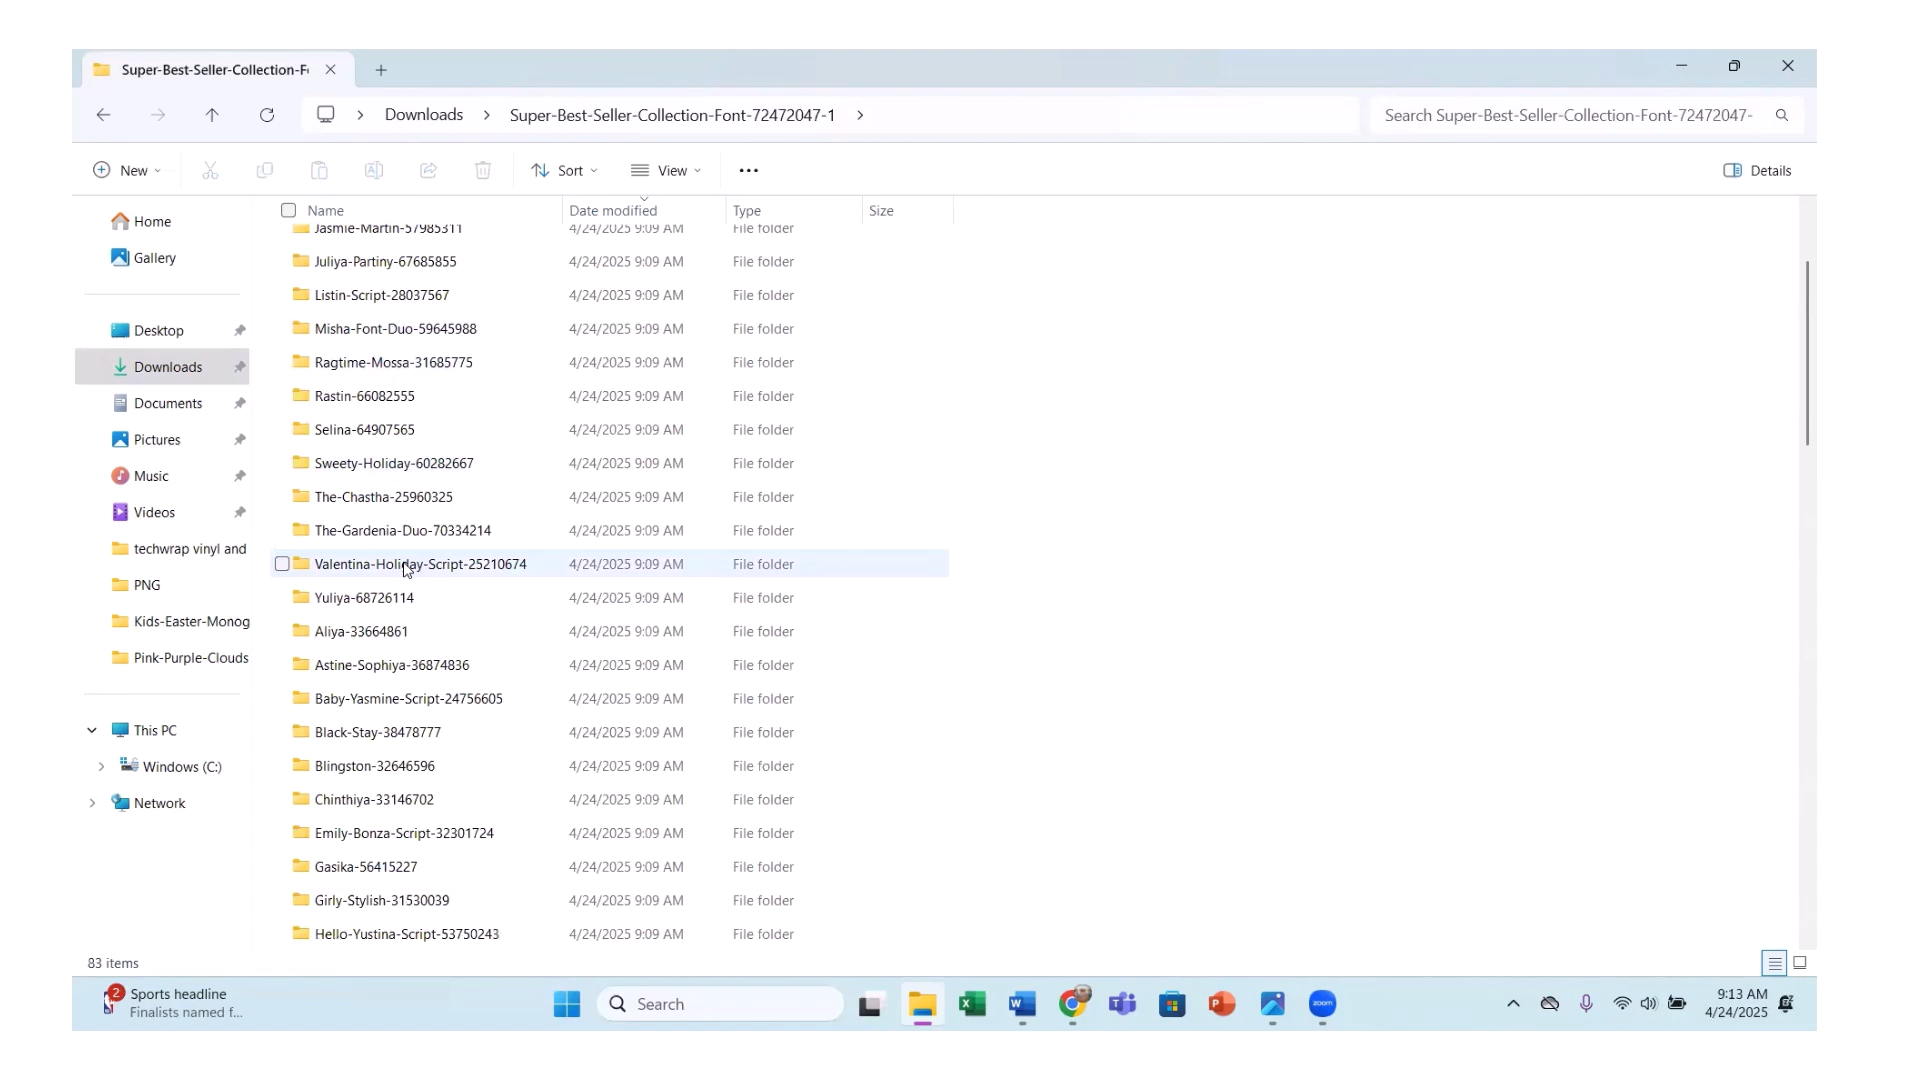 Super-Best-Seller-Collection-F
Downloads
Super-Best-Seller-Collection-Font-72472047-1
Search Super-Best-Seller-Collection-Font-72472047-
New
Sort
View
Details
Name
Date modified
Type
Size
Home
Gallery
Desktop
Downloads
Documents
Pictures
Music
Videos
techwrap vinyl and
PNG
Kids-Easter-Monog
Pink-Purple-Clouds
This PC
Windows (C:)
Network
Jasmie-Martin-57985311 4/24/2025 9:09 AM File folder
Juliya-Partiny-67685855 4/24/2025 9:09 AM File folder
Listin-Script-28037567 4/24/2025 9:09 AM File folder
Misha-Font-Duo-59645988 4/24/2025 9:09 AM File folder
Ragtime-Mossa-31685775 4/24/2025 9:09 AM File folder
Rastin-66082555 4/24/2025 9:09 AM File folder
Selina-64907565 4/24/2025 9:09 AM File folder
Sweety-Holiday-60282667 4/24/2025 9:09 AM File folder
The-Chastha-25960325 4/24/2025 9:09 AM File folder
The-Gardenia-Duo-70334214 4/24/2025 9:09 AM File folder
Valentina-Holiday-Script-25210674 4/24/2025 9:09 AM File folder
Yuliya-68726114 4/24/2025 9:09 AM File folder
Aliya-33664861 4/24/2025 9:09 AM File folder
Astine-Sophiya-36874836 4/24/2025 9:09 AM File folder
Baby-Yasmine-Script-24756605 4/24/2025 9:09 AM File folder
Black-Stay-38478777 4/24/2025 9:09 AM File folder
Blingston-32646596 4/24/2025 9:09 AM File folder
Chinthiya-33146702 4/24/2025 9:09 AM File folder
Emily-Bonza-Script-32301724 4/24/2025 9:09 AM File folder
Gasika-56415227 4/24/2025 9:09 AM File folder
Girly-Stylish-31530039 4/24/2025 9:09 AM File folder
Hello-Yustina-Script-53750243 4/24/2025 9:09 AM File folder
83 items
2
Sports headline
Finalists named f...
Search
zoom
9:13 AM
4/24/2025